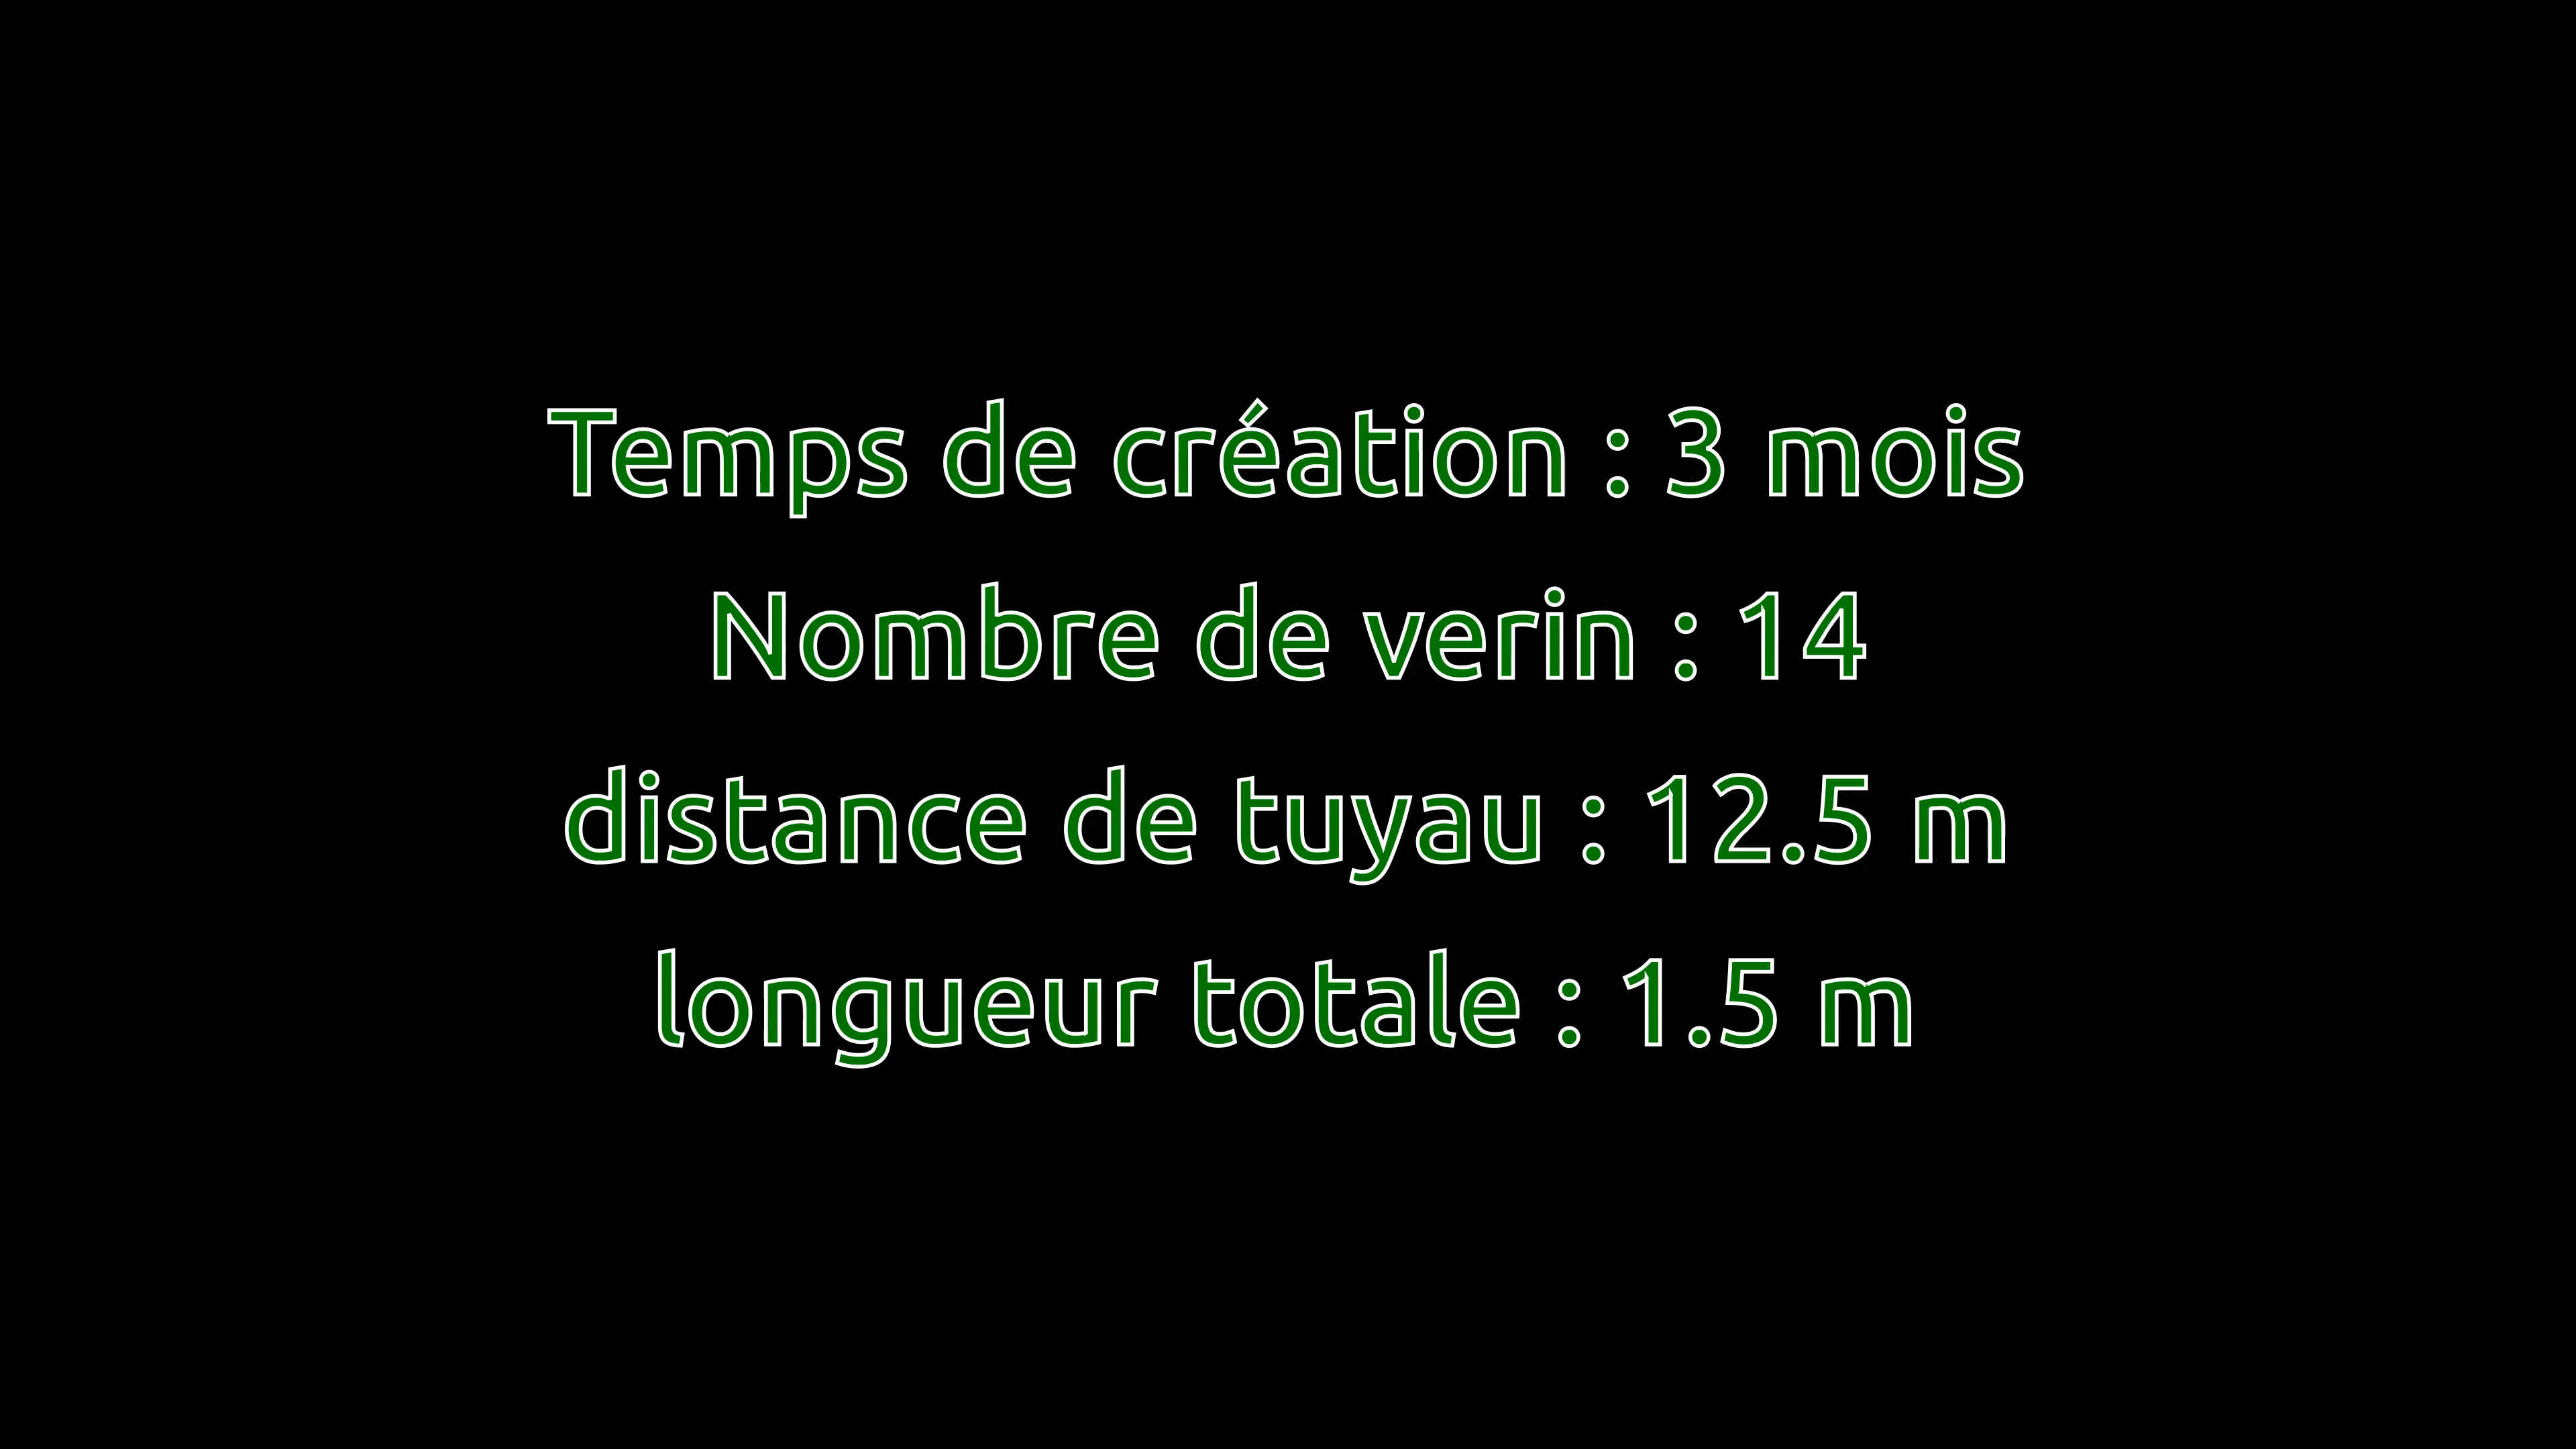 Temps de création : 3 mois
Nombre de verin : 14
distance de tuyau : 12.5 m
longueur totale : 1.5 m